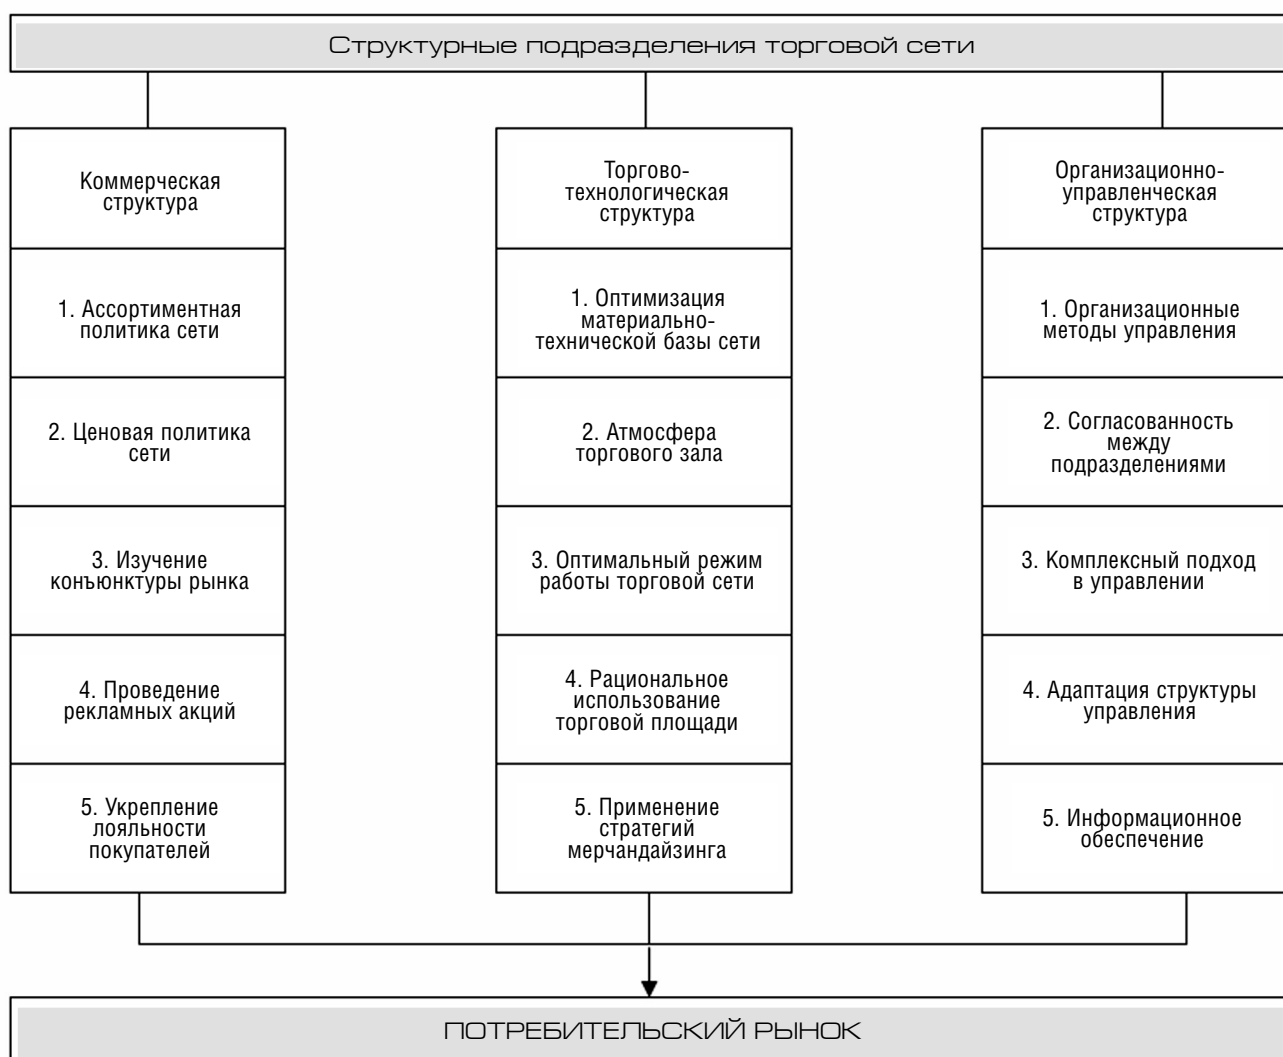 Структурные подразделения торговой сети
Коммерческая
структура
1. Ассортиментная
политика сети
2. Ценовая политика
сети
3. Изучение
конъюнктуры рынка
4. Проведение
рекламных акций
5. Укрепление
лояльности
покупателей
Торгово-
технологическая
структура
1. Оптимизация
материально-
технической базы сети
2. Атмосфера
торгового зала
3. Оптимальный режим
работы торговой сети
4. Рациональное
использование
торговой площади
5. Применение
стратегий
мерчандайзинга
Организационно-
управленческая
структура
1. Организационные
методы управления
2. Согласованность
между
подразделениями
3. Комплексный подход
в управлении
4. Адаптация структуры
управления
5. Информационное
обеспечение
ПОТРЕБИТЕЛЬСКИЙ РЫНОК